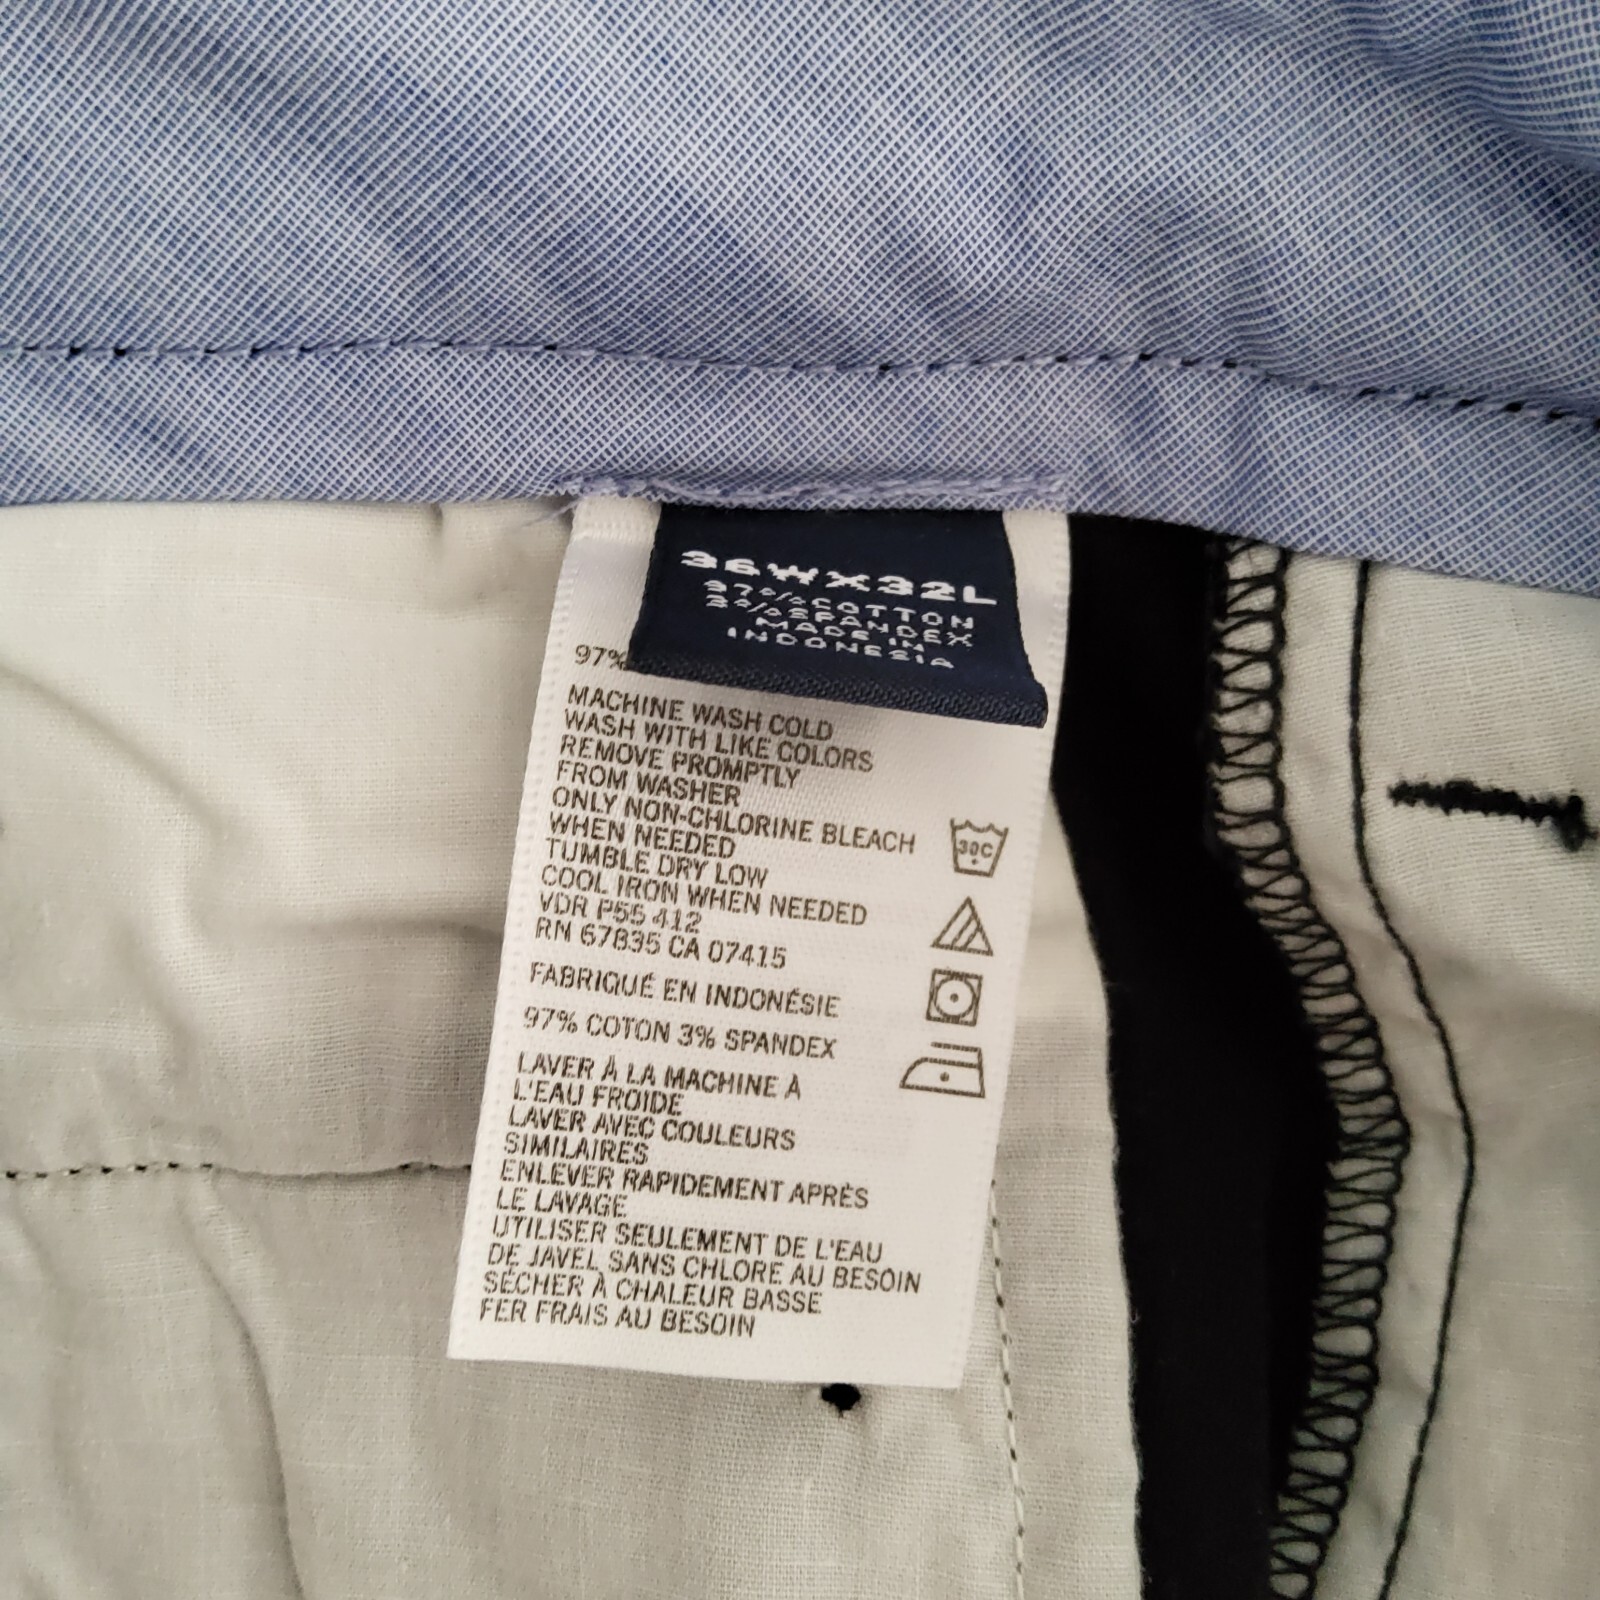 36WX32L
97% COTTON
3% SPANDEX
MADE IN
INDONESIA
97%
MACHINE WASH COLD
WASH WITH LIKE COLORS
REMOVE PROMPTLY
FROM WASHER
ONLY NON-CHLORINE BLEACH
WHEN NEEDED
TUMBLE DRY LOW
COOL IRON WHEN NEEDED
VDR P55 412
RN 67835 CA 07415
30C
FABRIQUÉ EN INDONÉSIE
97% COTON 3% SPANDEX
LAVER À LA MACHINE À
L'EAU FROIDE
LAVER AVEC COULEURS
SIMILAIRES
ENLEVER RAPIDEMENT APRÈS
LE LAVAGE
UTILISER SEULEMENT DE L'EAU
DE JAVEL SANS CHLORE AU BESOIN
SÉCHER À CHALEUR BASSE
FER FRAIS AU BESOIN